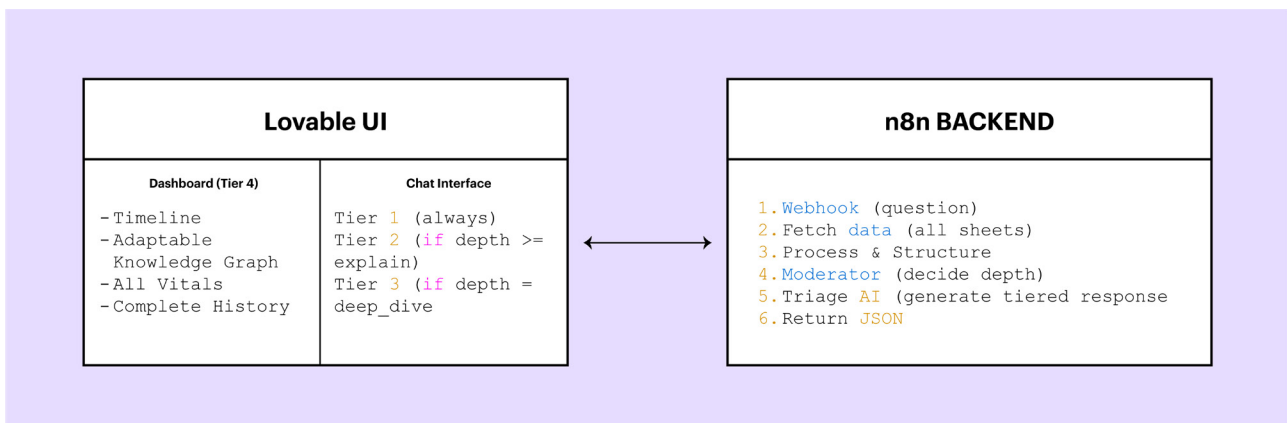 Lovable UI
Dashboard (Tier 4)
-Timeline
-Adaptable
Knowledge Graph
-All Vitals
-Complete History
Chat Interface
Tier 1 (always)
Tier 2 (if depth >=
explain)
Tier 3 (if depth =
deep_dive
n8n BACKEND
1.Webhook (question)
2.Fetch data (all sheets)
3.Process & Structure
4.Moderator (decide depth)
5.Triage AI (generate tiered response
6.Return JSON